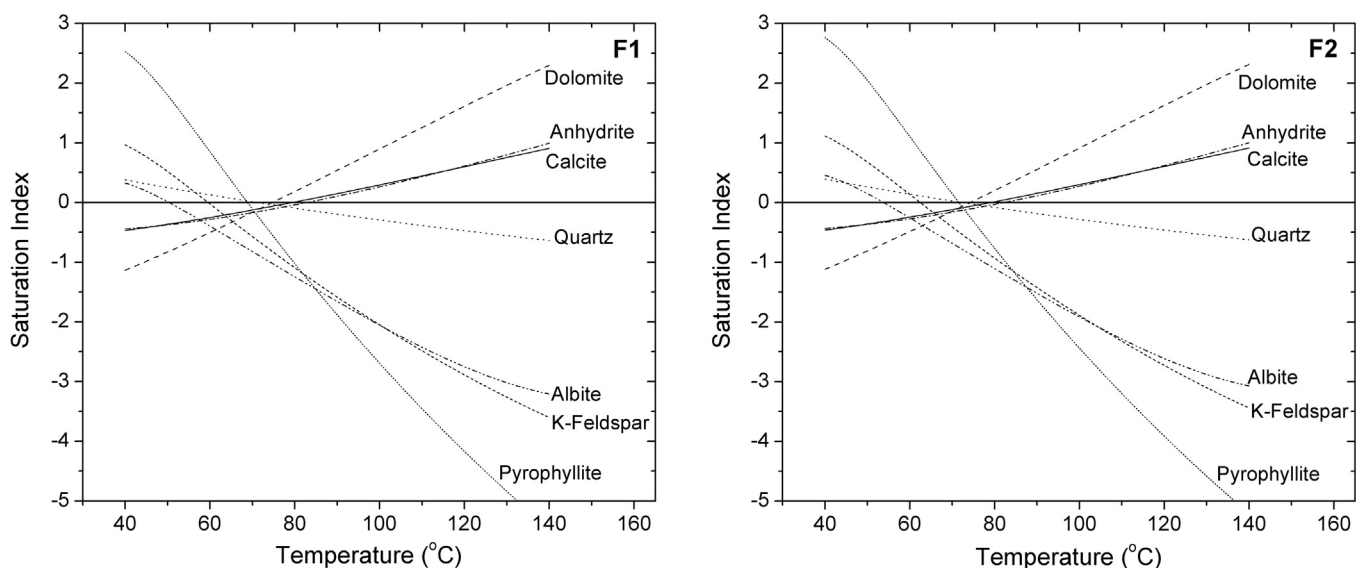 F1
Saturation Index
3
2
1
0
-1
-2
-3
-4
-5
Dolomite
Anhydrite
Calcite
Quartz
Albite
K-Feldspar
Pyrophyllite
40 60 80 100 120 140 160
Temperature (°C)
F2
Saturation Index
3
2
1
0
-1
-2
-3
-4
-5
Dolomite
Anhydrite
Calcite
Quartz
Albite
K-Feldspar
Pyrophyllite
40 60 80 100 120 140 160
Temperature (°C)